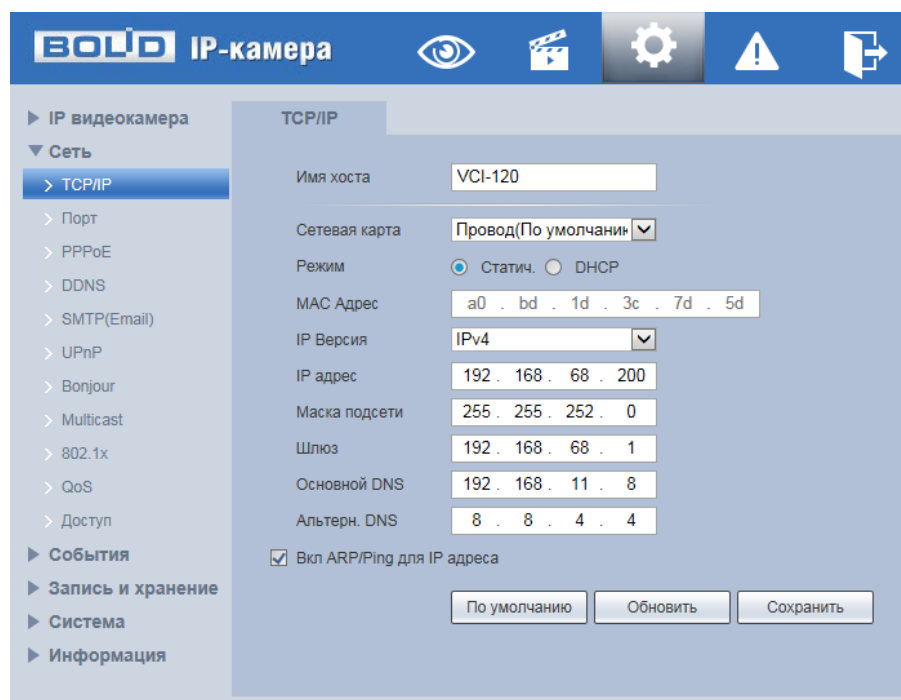 BOLID IP-камера
IP видеокамера
Сеть
TCP/IP
Порт
PPPoE
DDNS
SMTP(Email)
UPnP
Bonjour
Multicast
802.1x
QoS
Доступ
События
Запись и хранение
Система
Информация
TCP/IP
Имя хоста VCI-120
Сетевая карта Провод(По умолчаник
Режим Статич. DHCP
MAC Адрес a0 . bd . 1d . 3c . 7d . 5d
IP Версия IPv4
IP адрес 192 . 168 . 68 . 200
Маска подсети 255 . 255 . 252 . 0
Шлюз 192 . 168 . 68 . 1
Основной DNS 192 . 168 . 11 . 8
Альтерн. DNS 8 . 8 . 4 . 4
Вкл ARP/Ping для IP адреса
По умолчанию Обновить Сохранить